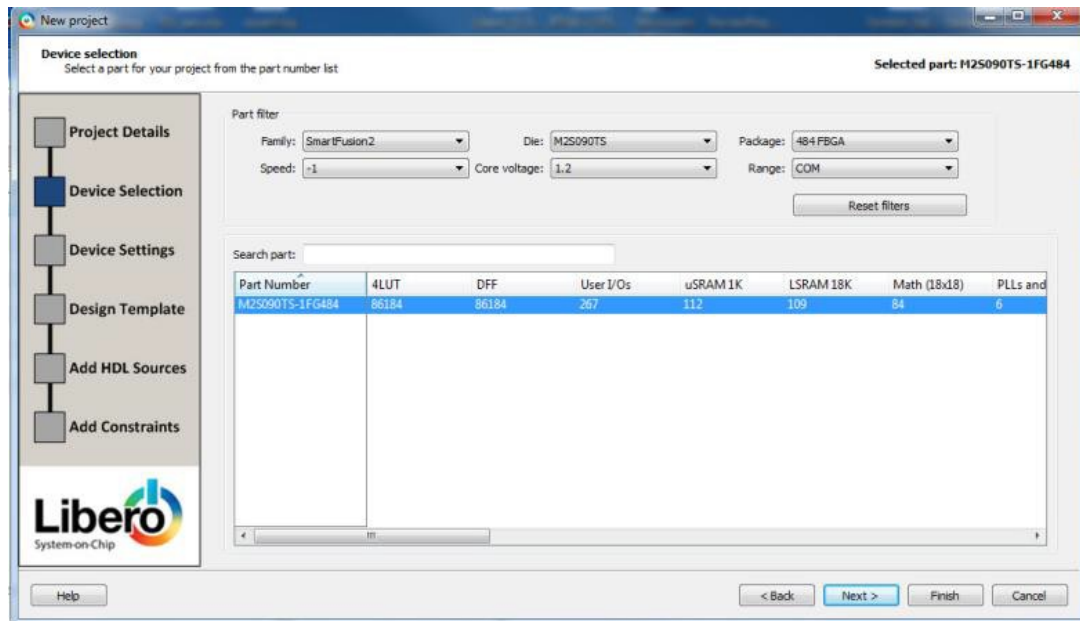 New project
Device selection
Select a part for your project from the part number list
Selected part: M2S090TS-1FG484
Project Details
Device Selection
Device Settings
Design Template
Add HDL Sources
Add Constraints
Libero
System-on-Chip
Part filter
Family: SmartFusion2 Die: M2S090TS Package: 484 FBGA
Speed: -1 Core voltage: 1.2 Range: COM
Reset filters
Search part:
Part Number 4LUT DFF User I/Os uSRAM 1K LSRAM 18K Math (18x18) PLLs and
M2S090TS-1FG484 86184 86184 267 112 109 84 6
Help < Back Next > Finish Cancel